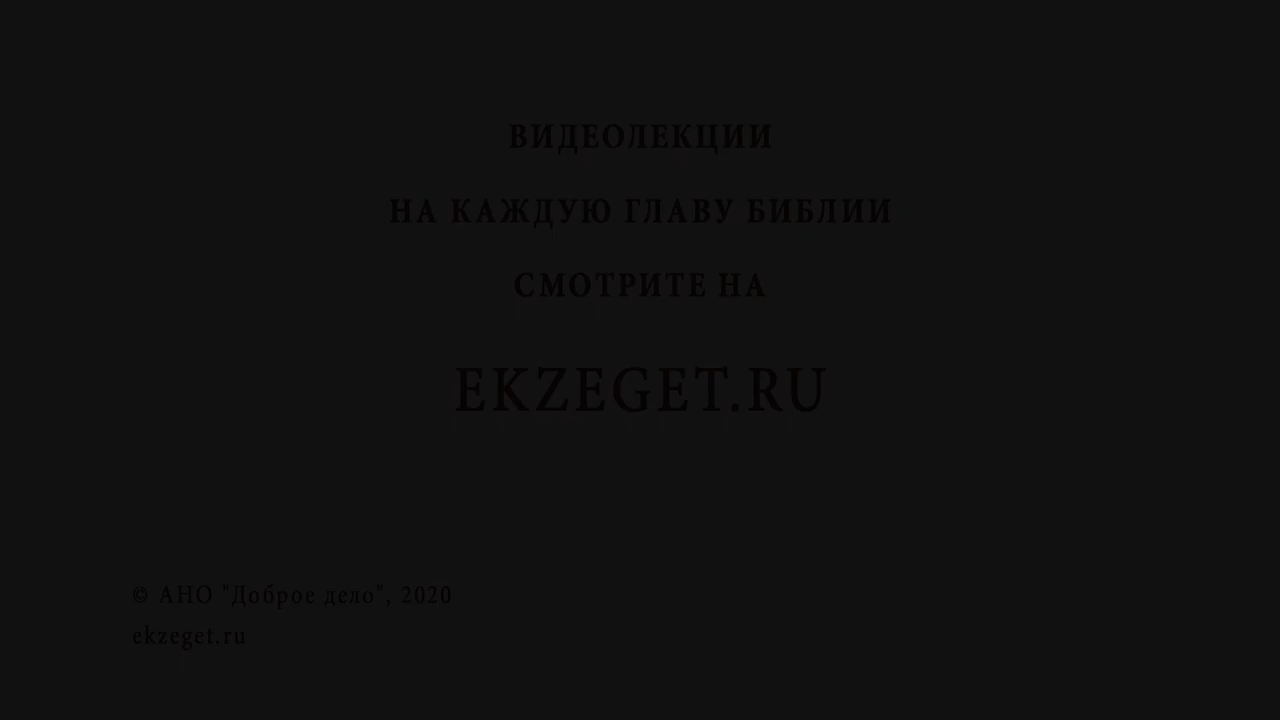 ВИДЕОЛЕКЦИИ
НА КАЖДУЮ ГЛАВУ БИБЛИИ
СМОТРИТЕ НА
EKZEGET.RU
© АНО "Доброе дело", 2020
ekzeget.ru